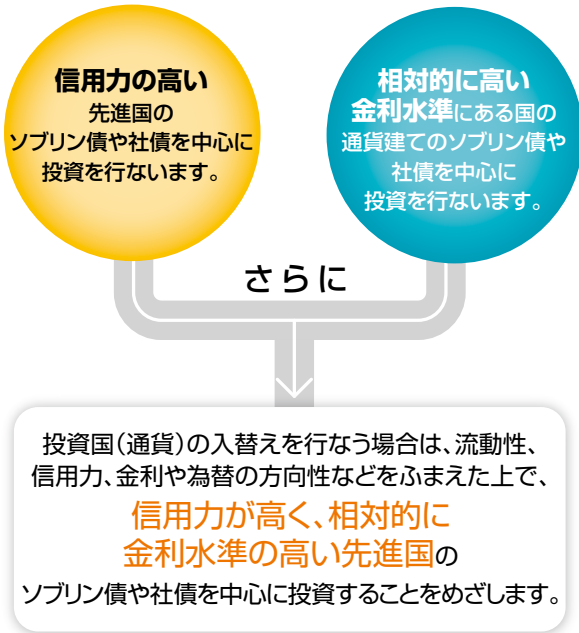 信用力の高い
先進国の
ソブリン債や社債を中心に
投資を行ないます。
相対的に高い
金利水準にある国の
通貨建てのソブリン債や
社債を中心に
投資を行ないます。
さらに
投資国（通貨）の入替えを行なう場合は、流動性、
信用力、金利や為替の方向性などをふまえた上で、
信用力が高く、相対的に
金利水準の高い先進国の
ソブリン債や社債を中心に投資することをめざします。